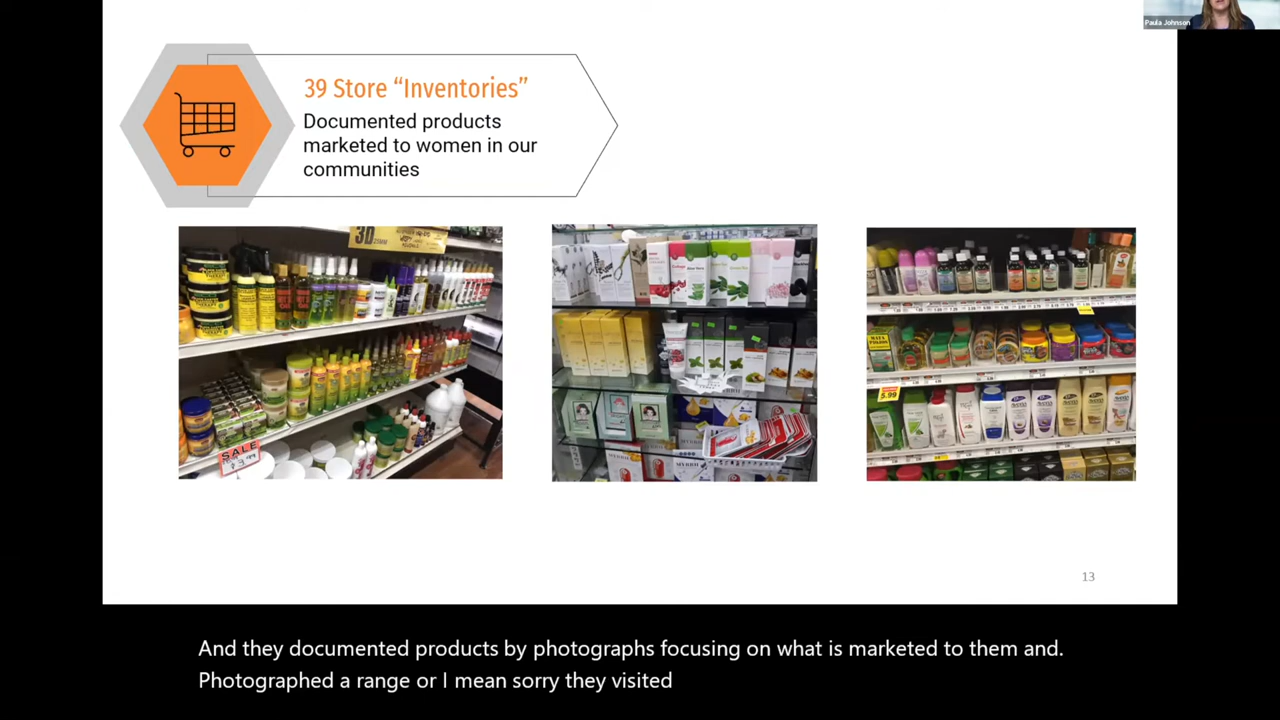 Paula Johnson
39 Store “Inventories”
Documented products
marketed to women in our
communities
3D
SALE
3.99
5.99
13
And they documented products by photographs focusing on what is marketed to them and.
Photographed a range or I mean sorry they visited